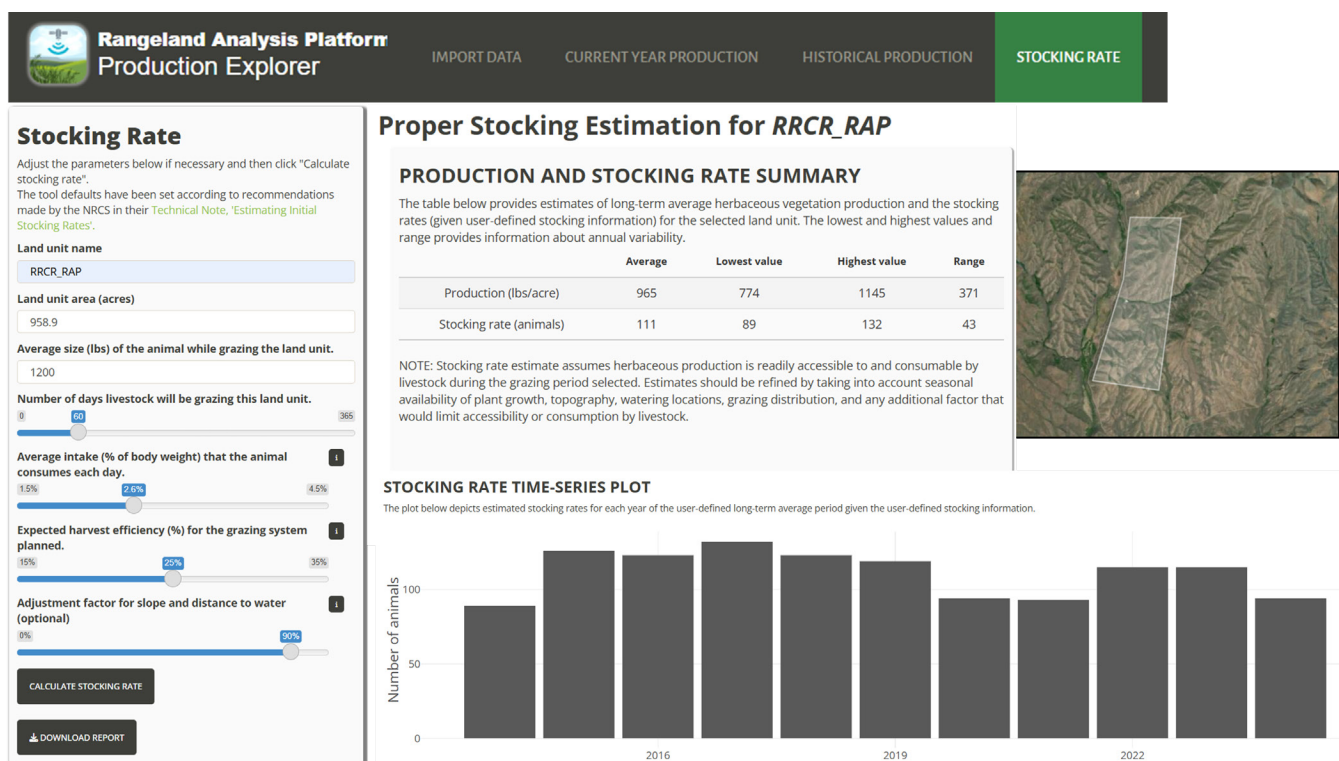 Rangeland Analysis Platform
Production Explorer
IMPORT DATA
CURRENT YEAR PRODUCTION
HISTORICAL PRODUCTION
STOCKING RATE
Stocking Rate
Adjust the parameters below if necessary and then click "Calculate
stocking rate".
The tool defaults have been set according to recommendations
made by the NRCS in their Technical Note, 'Estimating Initial
Stocking Rates'.
Land unit name
RRCR_RAP
Land unit area (acres)
958.9
Average size (lbs) of the animal while grazing the land unit.
1200
Number of days livestock will be grazing this land unit.
0 60 365
Average intake (% of body weight) that the animal
consumes each day.
i
1.5% 2.6% 4.5%
Expected harvest efficiency (%) for the grazing system
planned.
i
15% 25% 35%
Adjustment factor for slope and distance to water
(optional)
i
0% 90%
CALCULATE STOCKING RATE
DOWNLOAD REPORT
Proper Stocking Estimation for RRCR_RAP
PRODUCTION AND STOCKING RATE SUMMARY
The table below provides estimates of long-term average herbaceous vegetation production and the stocking
rates (given user-defined stocking information) for the selected land unit. The lowest and highest values and
range provides information about annual variability.
Average Lowest value Highest value Range
Production (lbs/acre) 965 774 1145 371
Stocking rate (animals) 111 89 132 43
NOTE: Stocking rate estimate assumes herbaceous production is readily accessible to and consumable by
livestock during the grazing period selected. Estimates should be refined by taking into account seasonal
availability of plant growth, topography, watering locations, grazing distribution, and any additional factor that
would limit accessibility or consumption by livestock.
STOCKING RATE TIME-SERIES PLOT
The plot below depicts estimated stocking rates for each year of the user-defined long-term average period given the user-defined stocking information.
Number of animals
100
50
0
2016 2019 2022